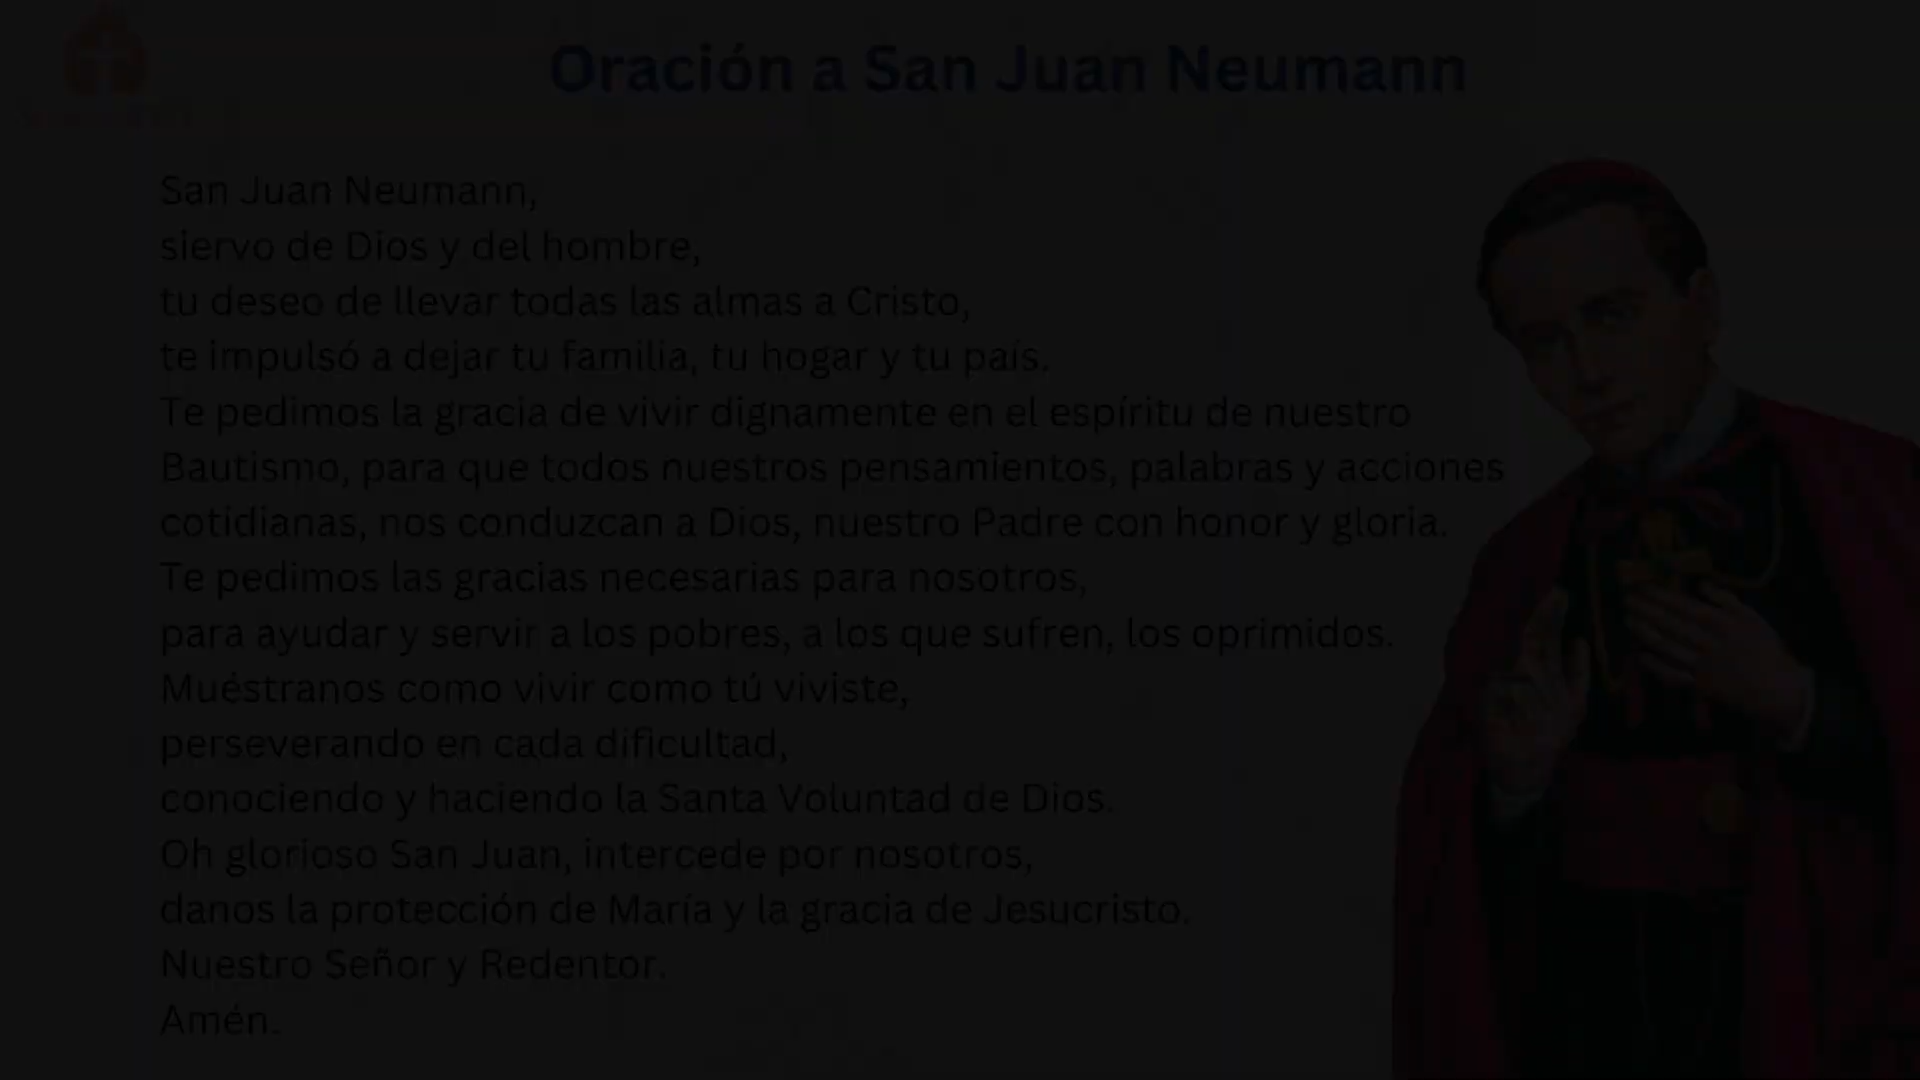 Oración a San Juan Neumann
San Juan Neumann,
siervo de Dios y del hombre,
tu deseo de llevar todas las almas a Cristo,
te impulsó a dejar tu familia, tu hogar y tu país.
Te pedimos la gracia de vivir dignamente en el espíritu de nuestro
Bautismo, para que todos nuestros pensamientos, palabras y acciones
cotidianas, nos conduzcan a Dios, nuestro Padre con honor y gloria.
Te pedimos las gracias necesarias para nosotros,
para ayudar y servir a los pobres, a los que sufren, los oprimidos.
Muéstranos como vivir como tú viviste,
perseverando en cada dificultad,
conociendo y haciendo la Santa Voluntad de Dios.
Oh glorioso San Juan, intercede por nosotros,
danos la protección de María y la gracia de Jesucristo.
Nuestro Señor y Redentor.
Amén.